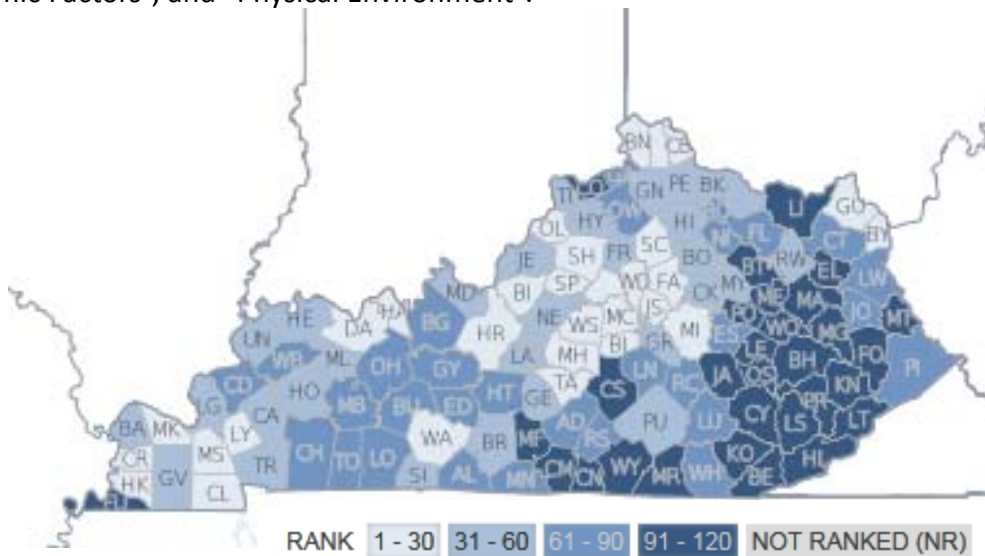 nic Factors", and "Physical Environment".
BN CB
GN PE BK
HY HI
LI GO
OL SH FR SC CT BY
JE BO FL RW
SP BT EL LW
MD BI WD FA MY
HE DA BG NE WS MC JS CK ME MA JO MT
UN HR MI ES WO MG
WB ML OH LA BI GR LE FO
CD HO GY MH OS BH PI
LG MB HT TA CS LN JA KN
BA MK CA BU ED GE RC PR
LY AD PU LU CY LS LT
CR MS WA BR MF RS
HK GV TR CH TO LO SI AL MN CM CN WY MR WH KO BE HL
FU CL
RANK 1 - 30 31 - 60 61 - 90 91 - 120 NOT RANKED (NR)